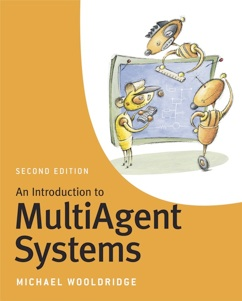 SECOND EDITION
An Introduction to
MultiAgent
Systems
MICHAEL WOOLDRIDGE